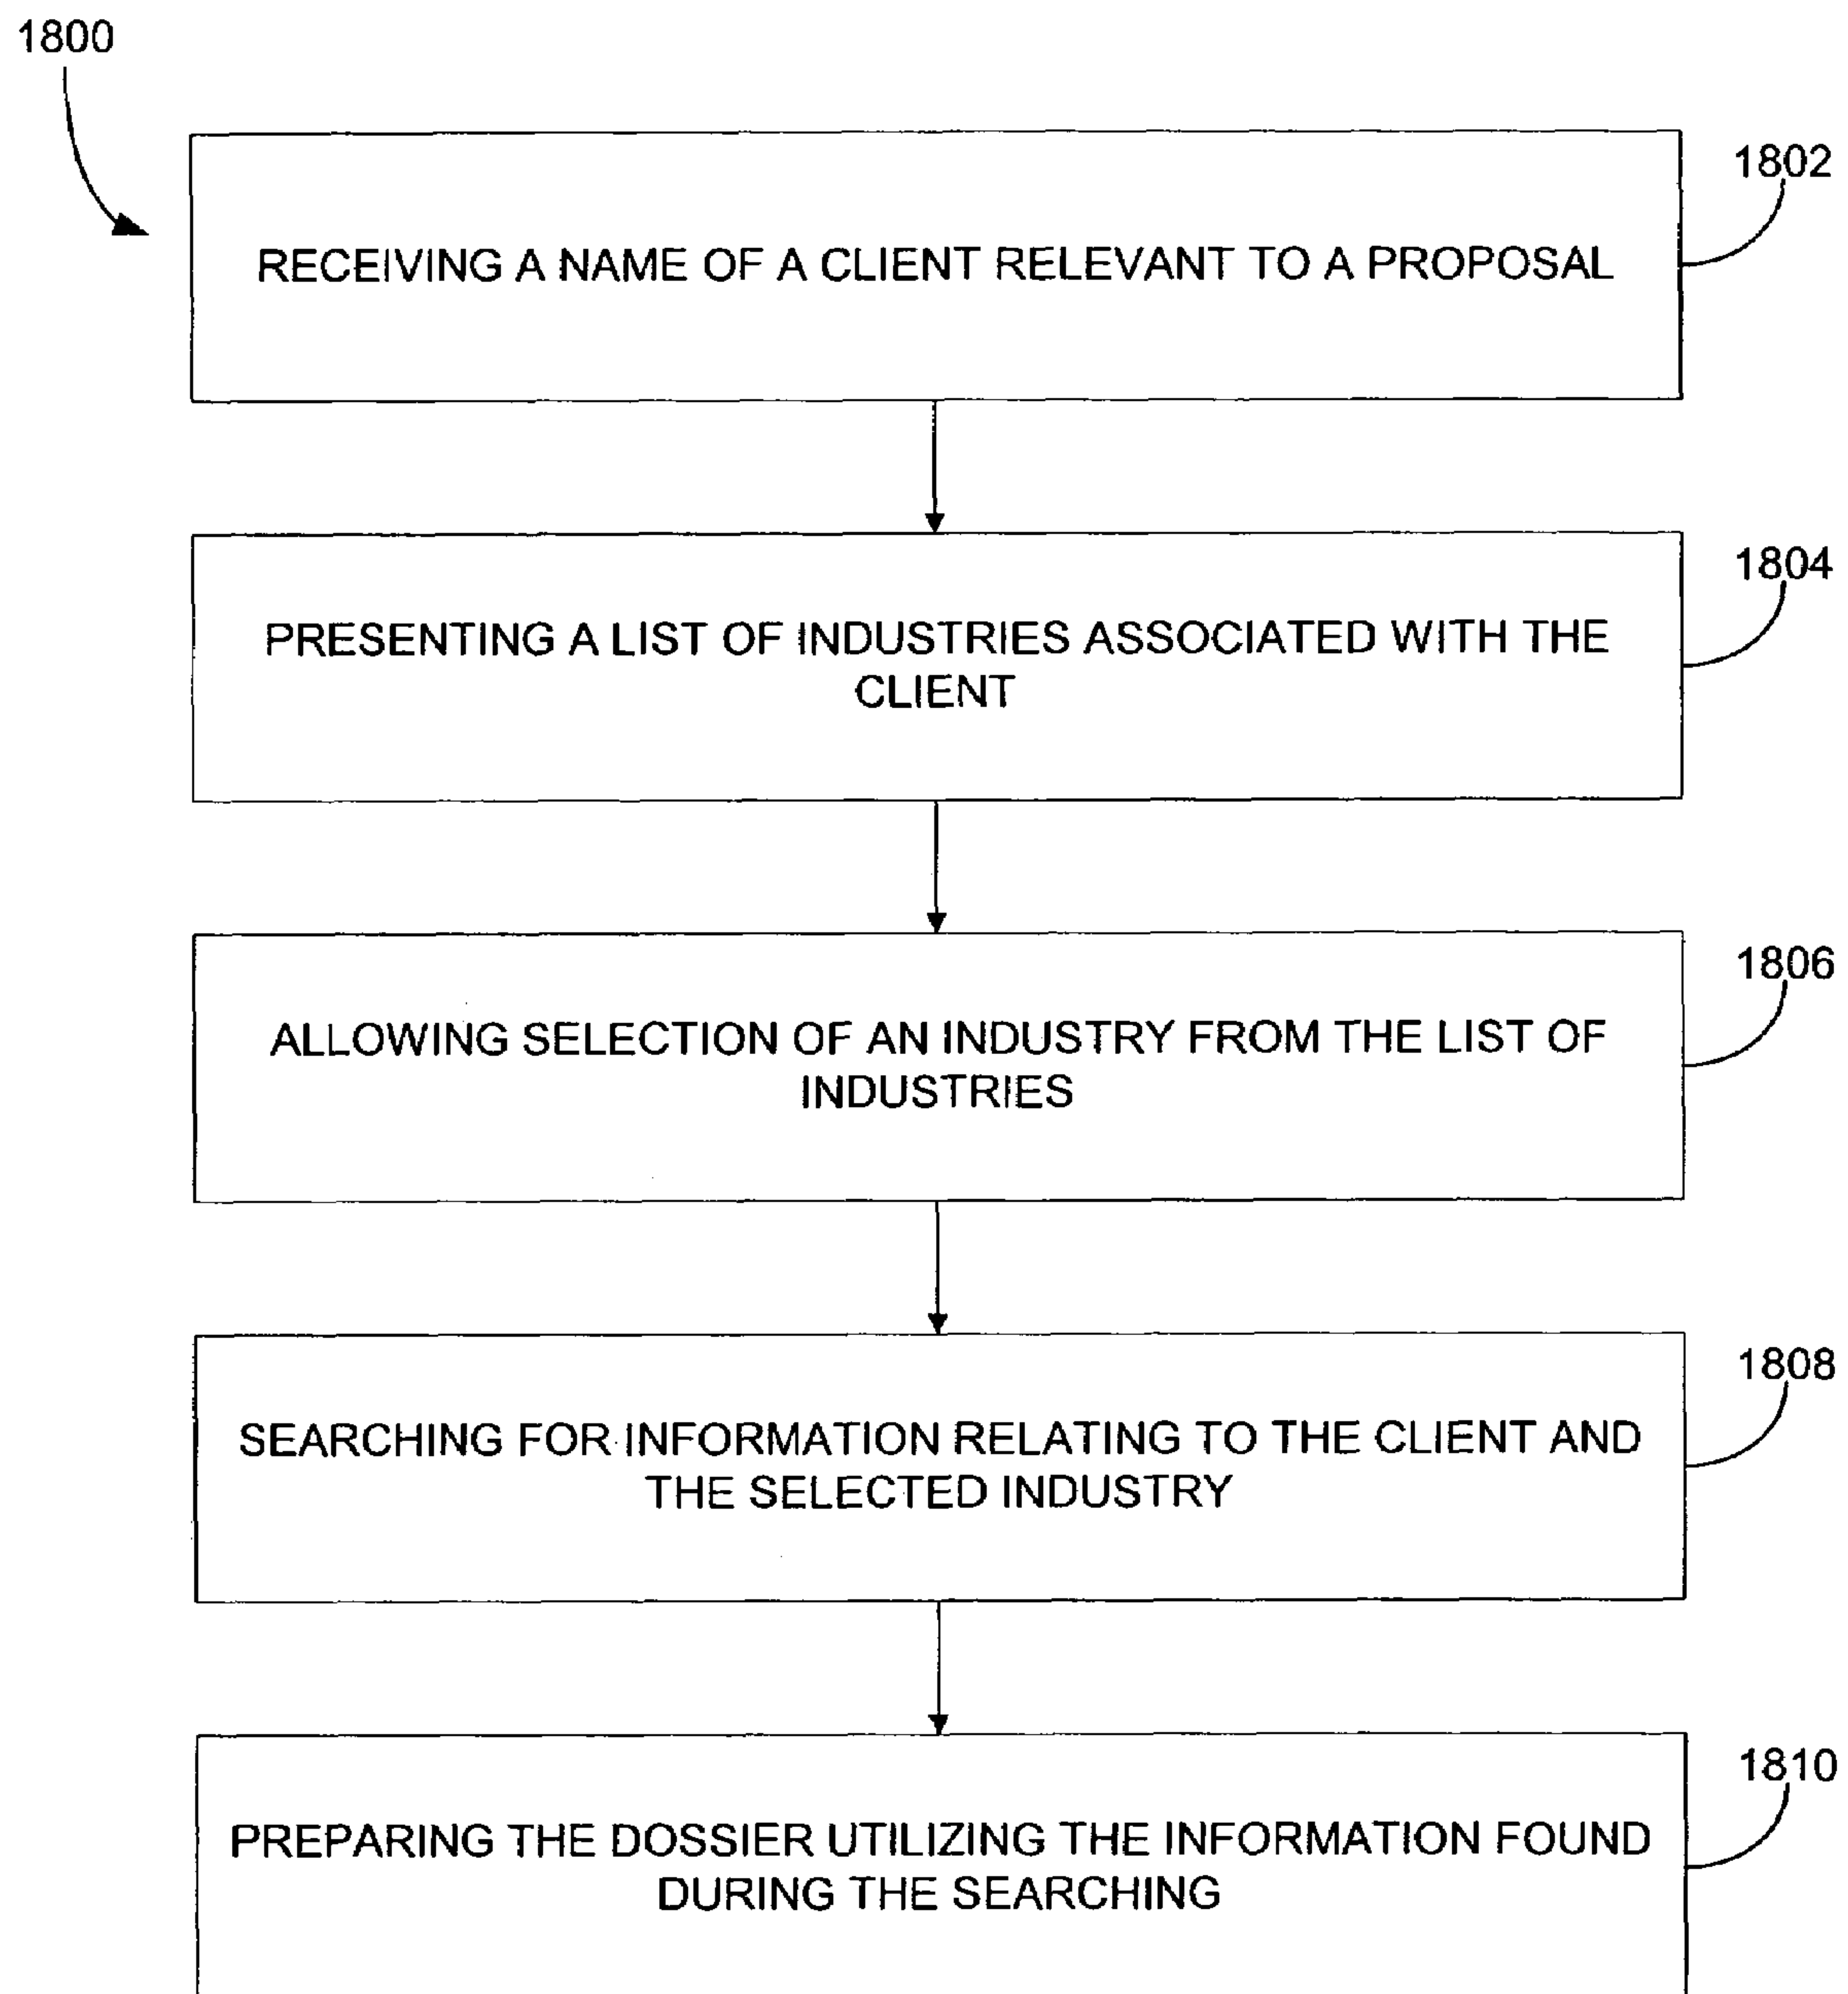 1800
1802
RECEIVING A NAME OF A CLIENT RELEVANT TO A PROPOSAL
1804
PRESENTING A LIST OF INDUSTRIES ASSOCIATED WITH THE
CLIENT
1806
ALLOWING SELECTION OF AN INDUSTRY FROM THE LIST OF
INDUSTRIES
1808
SEARCHING FOR INFORMATION RELATING TO THE CLIENT AND
THE SELECTED INDUSTRY
1810
PREPARING THE DOSSIER UTILIZING THE INFORMATION FOUND
DURING THE SEARCHING